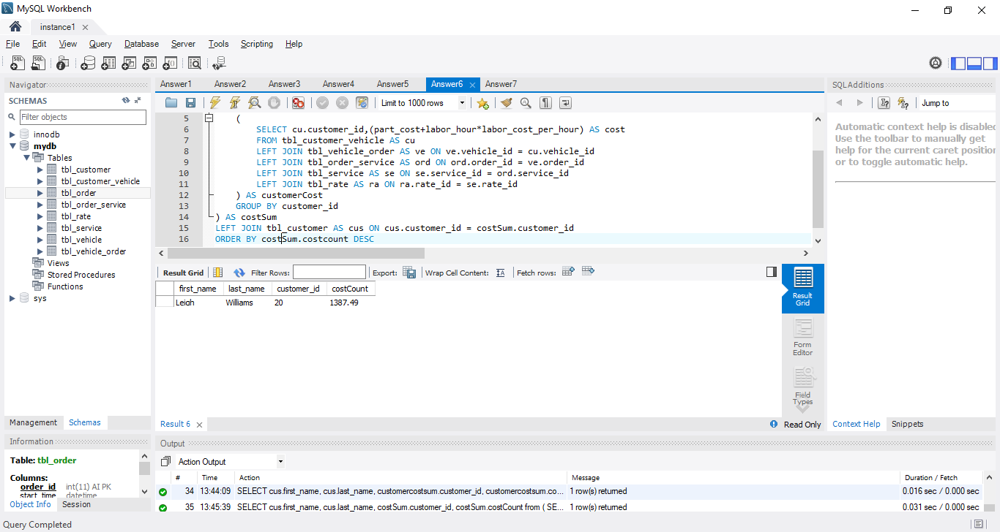 MySQL Workbench
instance1
File Edit View Query Database Server Tools Scripting Help
Navigator
SCHEMAS
Filter objects
innodb
mydb
Tables
tbl_customer
tbl_customer_vehicle
tbl_order
tbl_order_service
tbl_rate
tbl_service
tbl_vehicle
tbl_vehicle_order
Views
Stored Procedures
Functions
sys
Management Schemas
Information
Table: tbl_order
Columns:
order_id int(11) AI PK
start_time datetime
Object Info Session
Answer1 Answer2 Answer3 Answer4 Answer5 Answer6 Answer7
Limit to 1000 rows
5 (
6 SELECT cu.customer_id,(part_cost+labor_hour*labor_cost_per_hour) AS cost
7 FROM tbl_customer_vehicle AS cu
8 LEFT JOIN tbl_vehicle_order AS ve ON ve.vehicle_id = cu.vehicle_id
9 LEFT JOIN tbl_order_service AS ord ON ord.order_id = ve.order_id
10 LEFT JOIN tbl_service AS se ON se.service_id = ord.service_id
11 LEFT JOIN tbl_rate AS ra ON ra.rate_id = se.rate_id
12 ) AS customerCost
13 GROUP BY customer_id
14 ) AS costSum
15 LEFT JOIN tbl_customer AS cus ON cus.customer_id = costSum.customer_id
16 ORDER BY costSum.costcount DESC
Result Grid Filter Rows: Export: Wrap Cell Content: Fetch rows:
first_name last_name customer_id costCount
Leigh Williams 20 1387.49
Result Grid
Form Editor
Field Types
Result 6 Read Only
SQLAdditions
Jump to
Automatic context help is disabled
Use the toolbar to manually get
help for the current caret position
or to toggle automatic help.
Context Help Snippets
Output
Action Output
# Time Action Message Duration / Fetch
34 13:44:09 SELECT cus.first_name, cus.last_name, customercostsum.customer_id, customercostsum.co... 1 row(s) returned 0.016 sec / 0.000 sec
35 13:45:39 SELECT cus.first_name, cus.last_name, costSum.customer_id, costSum.costCount from ( SE... 1 row(s) returned 0.031 sec / 0.000 sec
Query Completed